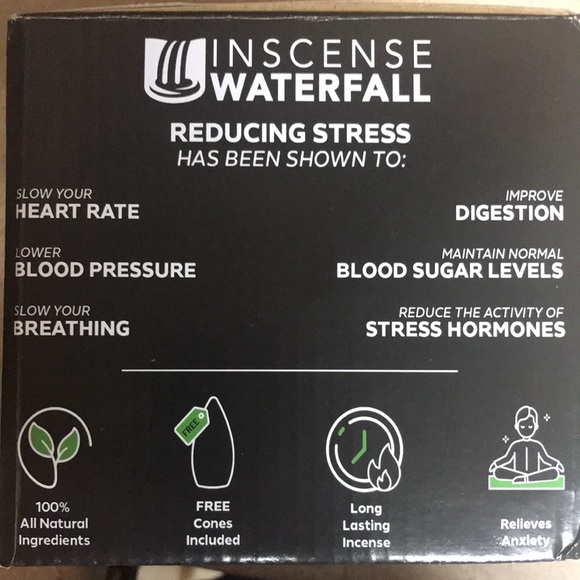 INSCENSE
WATERFALL
REDUCING STRESS
HAS BEEN SHOWN TO:
SLOW YOUR
HEART RATE
IMPROVE
DIGESTION
LOWER
BLOOD PRESSURE
MAINTAIN NORMAL
BLOOD SUGAR LEVELS
SLOW YOUR
BREATHING
REDUCE THE ACTIVITY OF
STRESS HORMONES
FREE
100%
All Natural
Ingredients
FREE
Cones
Included
Long
Lasting
Incense
Relieves
Anxiety